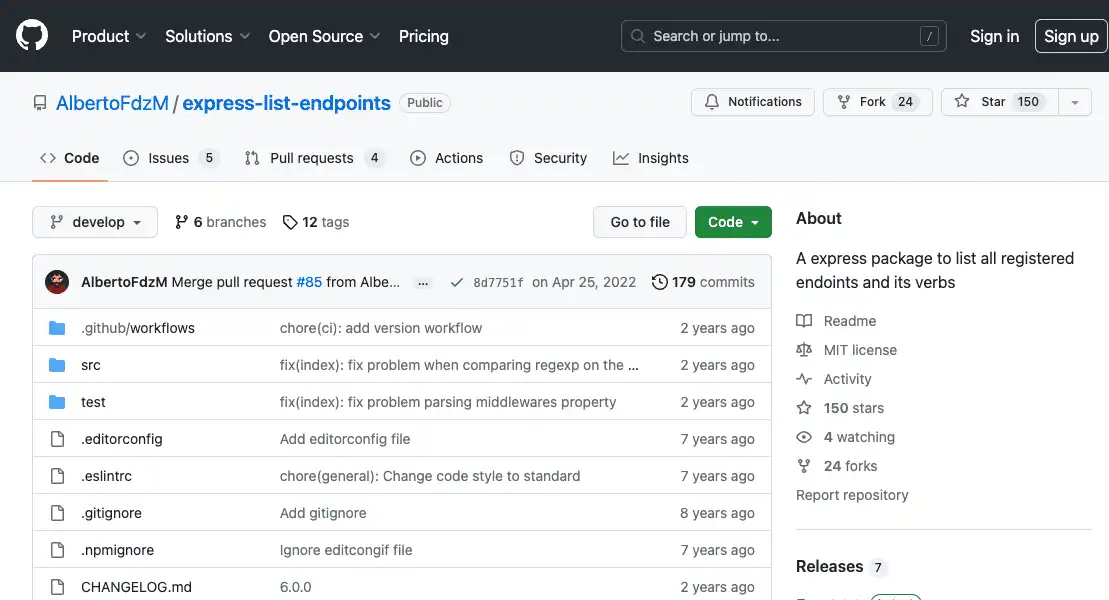 Product Solutions Open Source Pricing Search or jump to... / Sign in Sign up
AlbertoFdzM / express-list-endpoints Public Notifications Fork 24 Star 150
Code Issues 5 Pull requests 4 Actions Security Insights
develop 6 branches 12 tags Go to file Code
AlbertoFdzM Merge pull request #85 from Albe... ... 8d7751f on Apr 25, 2022 179 commits
.github/workflows chore(ci): add version workflow 2 years ago
src fix(index): fix problem when comparing regexp on the ... 2 years ago
test fix(index): fix problem parsing middlewares property 2 years ago
.editorconfig Add editorconfig file 7 years ago
.eslintrc chore(general): Change code style to standard 7 years ago
.gitignore Add gitignore 8 years ago
.npmignore Ignore editcongif file 7 years ago
CHANGELOG.md 6.0.0 2 years ago
About
A express package to list all registered
endoints and its verbs
Readme
MIT license
Activity
150 stars
4 watching
24 forks
Report repository
Releases 7